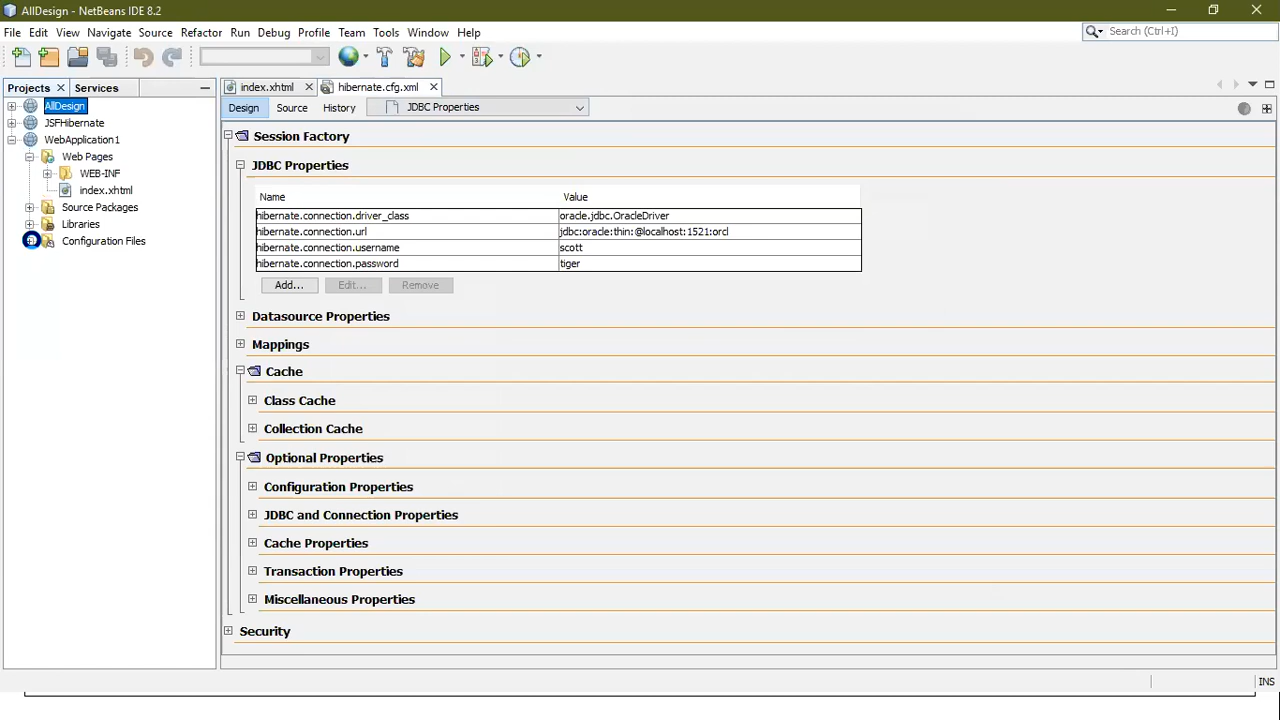 AllDesign - NetBeans IDE 8.2
File Edit View Navigate Source Refactor Run Debug Profile Team Tools Window Help
Search (Ctrl+I)
Projects Services
index.xhtml hibernate.cfg.xml
AllDesign
JSFHibernate
WebApplication1
Web Pages
WEB-INF
index.xhtml
Source Packages
Libraries
Configuration Files
Design Source History JDBC Properties
Session Factory
JDBC Properties
Name Value
hibernate.connection.driver_class oracle.jdbc.OracleDriver
hibernate.connection.url jdbc:oracle:thin:@localhost:1521:orcl
hibernate.connection.username scott
hibernate.connection.password tiger
Add... Edit... Remove
Datasource Properties
Mappings
Cache
Class Cache
Collection Cache
Optional Properties
Configuration Properties
JDBC and Connection Properties
Cache Properties
Transaction Properties
Miscellaneous Properties
Security
INS